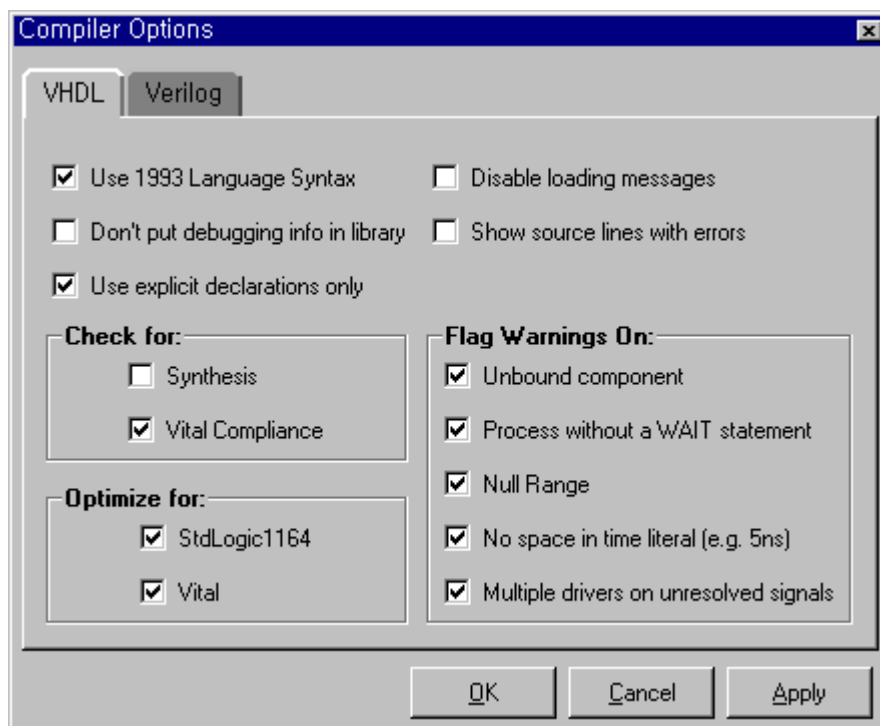 Compiler Options
VHDL Verilog
Use 1993 Language Syntax
Disable loading messages
Don't put debugging info in library
Show source lines with errors
Use explicit declarations only
Check for:
Synthesis
Vital Compliance
Optimize for:
StdLogic1164
Vital
Flag Warnings On:
Unbound component
Process without a WAIT statement
Null Range
No space in time literal (e.g. 5ns)
Multiple drivers on unresolved signals
OK Cancel Apply